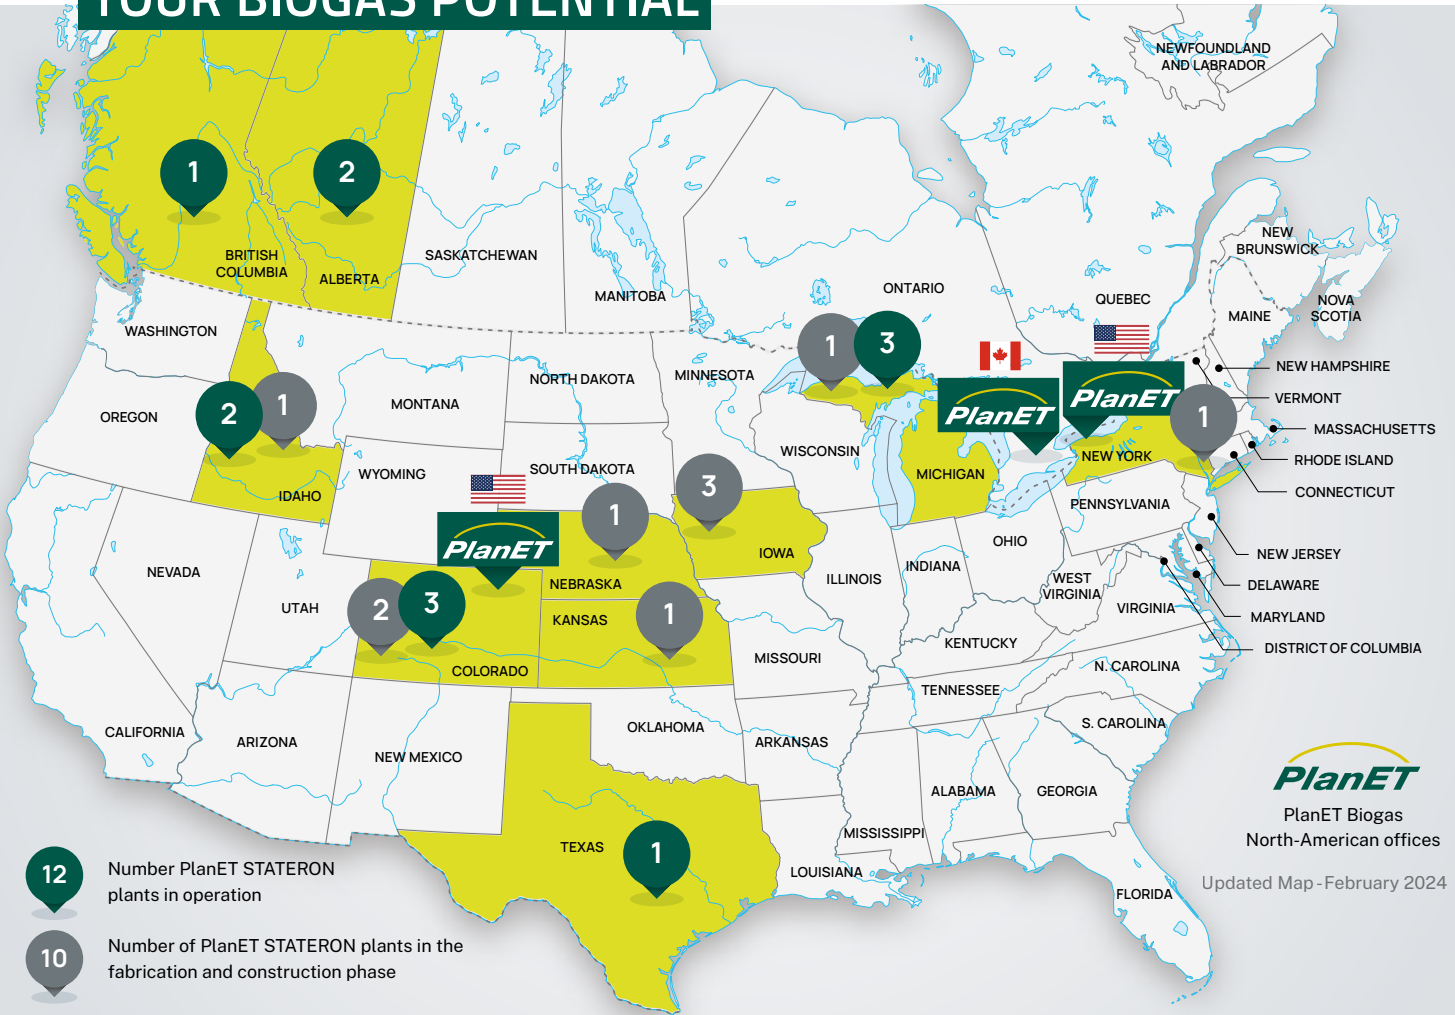 YOUR BIOGAS POTENTIAL
NEWFOUNDLAND
AND LABRADOR
1
2
BRITISH
COLUMBIA
ALBERTA
SASKATCHEWAN
MANITOBA
ONTARIO
QUEBEC
NEW
BRUNSWICK
NOVA
SCOTIA
MAINE
WASHINGTON
OREGON
MONTANA
NORTH DAKOTA
MINNESOTA
1
3
NEW HAMPSHIRE
VERMONT
MASSACHUSETTS
RHODE ISLAND
CONNECTICUT
2
1
IDAHO
WYOMING
SOUTH DAKOTA
WISCONSIN
MICHIGAN
PlanET
PlanET
1
NEW YORK
PENNSYLVANIA
NEW JERSEY
DELAWARE
MARYLAND
DISTRICT OF COLUMBIA
PlanET
1
3
IOWA
NEBRASKA
NEVADA
UTAH
2
3
COLORADO
KANSAS
1
ILLINOIS
INDIANA
OHIO
WEST
VIRGINIA
VIRGINIA
KENTUCKY
MISSOURI
N. CAROLINA
TENNESSEE
S. CAROLINA
CALIFORNIA
ARIZONA
NEW MEXICO
OKLAHOMA
ARKANSAS
ALABAMA
GEORGIA
MISSISSIPPI
TEXAS
1
LOUISIANA
FLORIDA
PlanET
PlanET Biogas
North-American offices
Updated Map - February 2024
12
Number PlanET STATERON
plants in operation
10
Number of PlanET STATERON plants in the
fabrication and construction phase